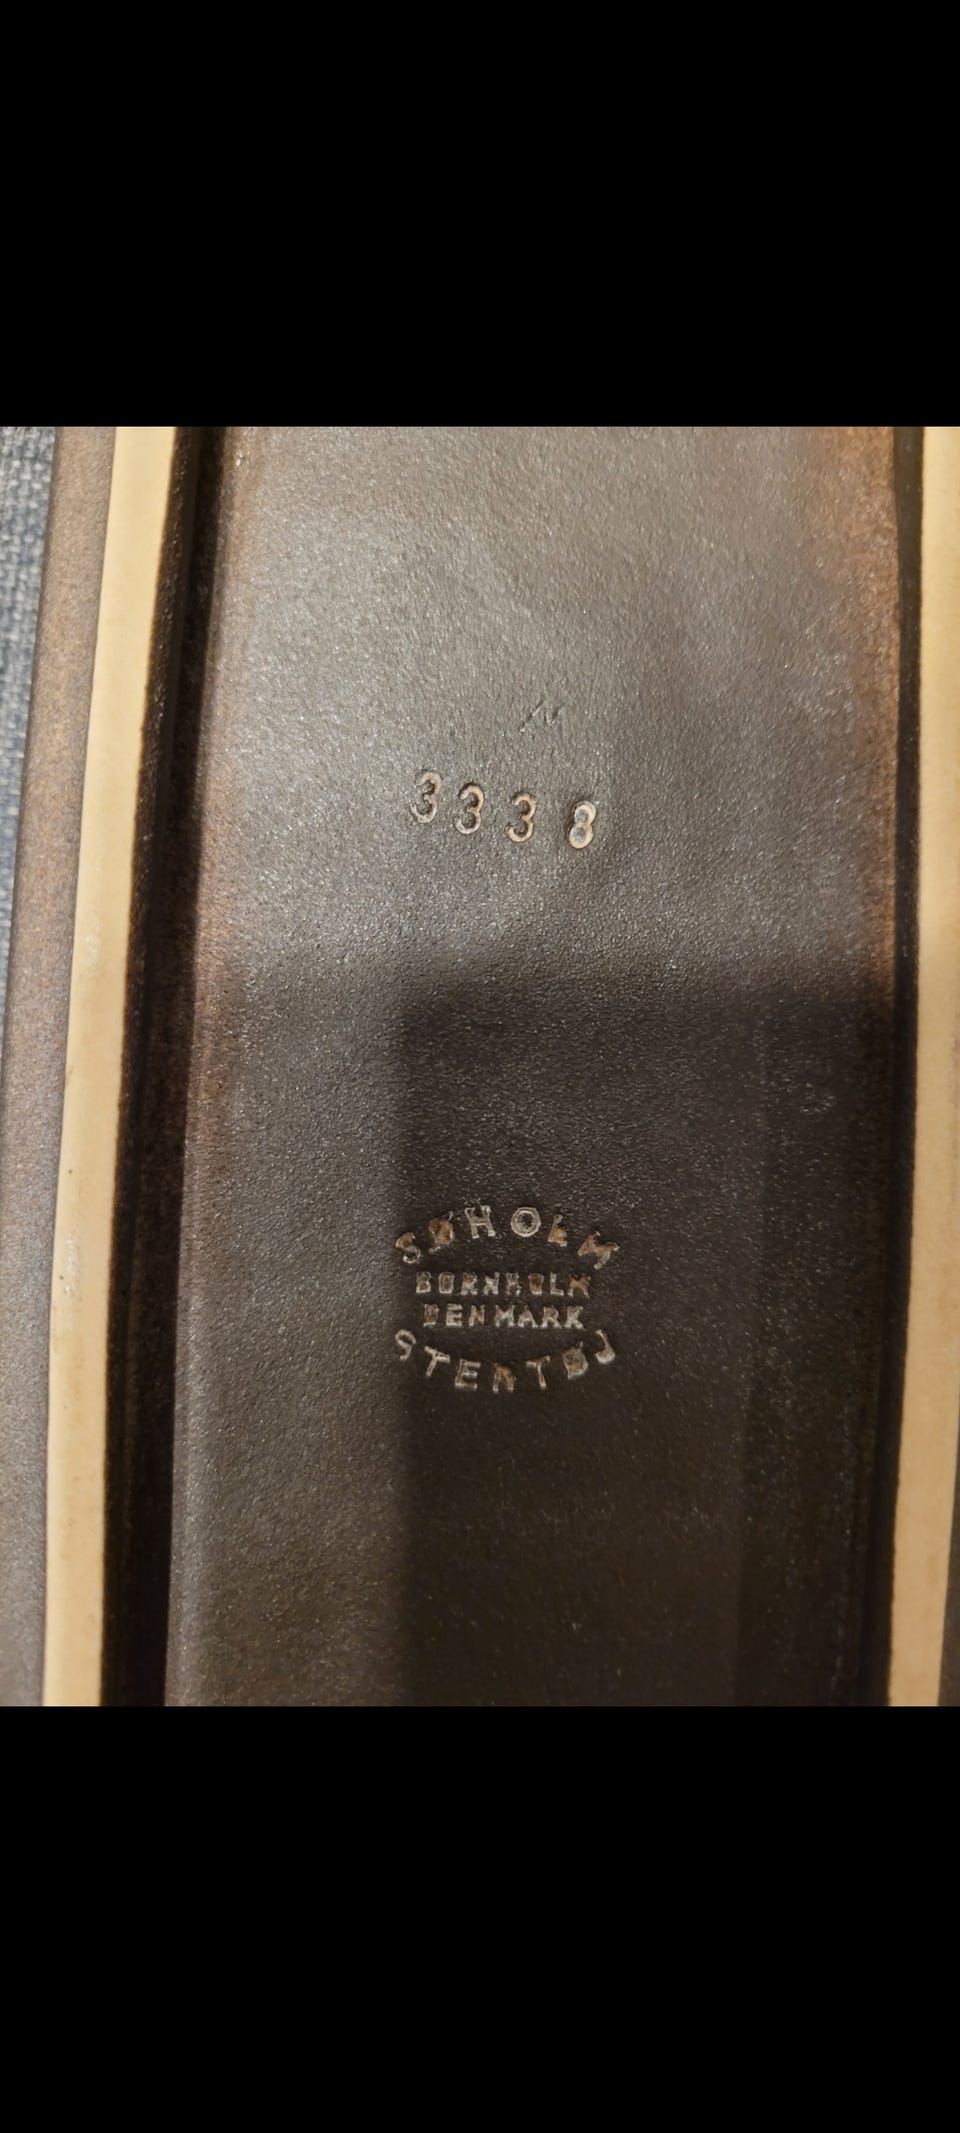 3338
SØHOLM
BORNHOLM
DENMARK
STENTØJ